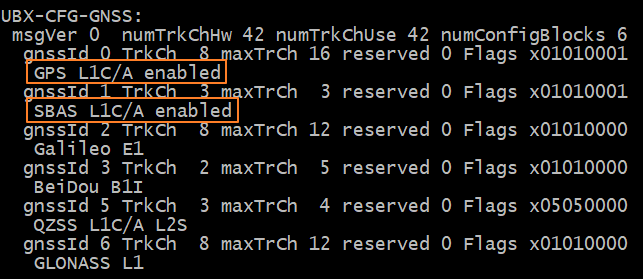 UBX-CFG-GNSS:
msgVer 0 numTrkChHw 42 numTrkChUse 42 numConfigBlocks 6
gnssId 0 TrkCh 8 maxTrCh 16 reserved 0 Flags x01010001
GPS L1C/A enabled
gnssId 1 TrkCh 3 maxTrCh 3 reserved 0 Flags x01010001
SBAS L1C/A enabled
gnssId 2 TrkCh 8 maxTrCh 12 reserved 0 Flags x01010000
Galileo E1
gnssId 3 TrkCh 2 maxTrCh 5 reserved 0 Flags x01010000
BeiDou B1I
gnssId 5 TrkCh 3 maxTrCh 4 reserved 0 Flags x05050000
QZSS L1C/A L2S
gnssId 6 TrkCh 8 maxTrCh 12 reserved 0 Flags x01010000
GLONASS L1